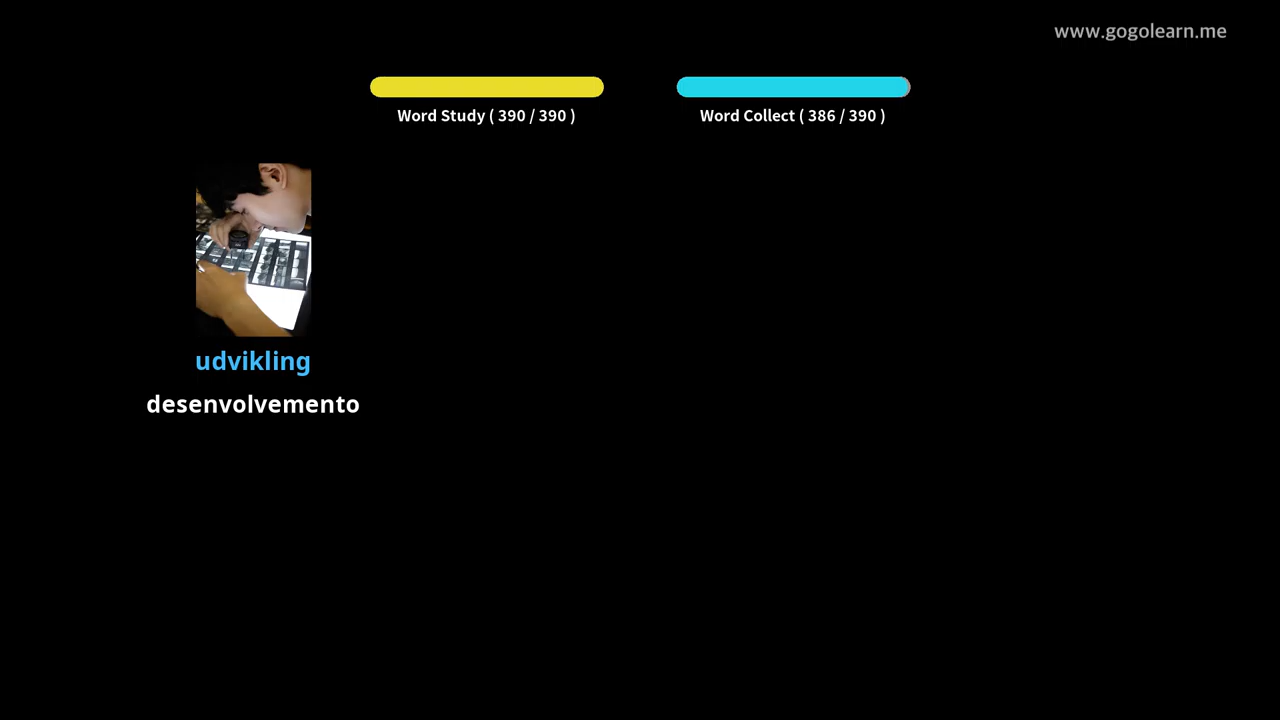 www.gogolearn.me
Word Study ( 390 / 390 )
Word Collect ( 386 / 390 )
udvikling
desenvolvemento